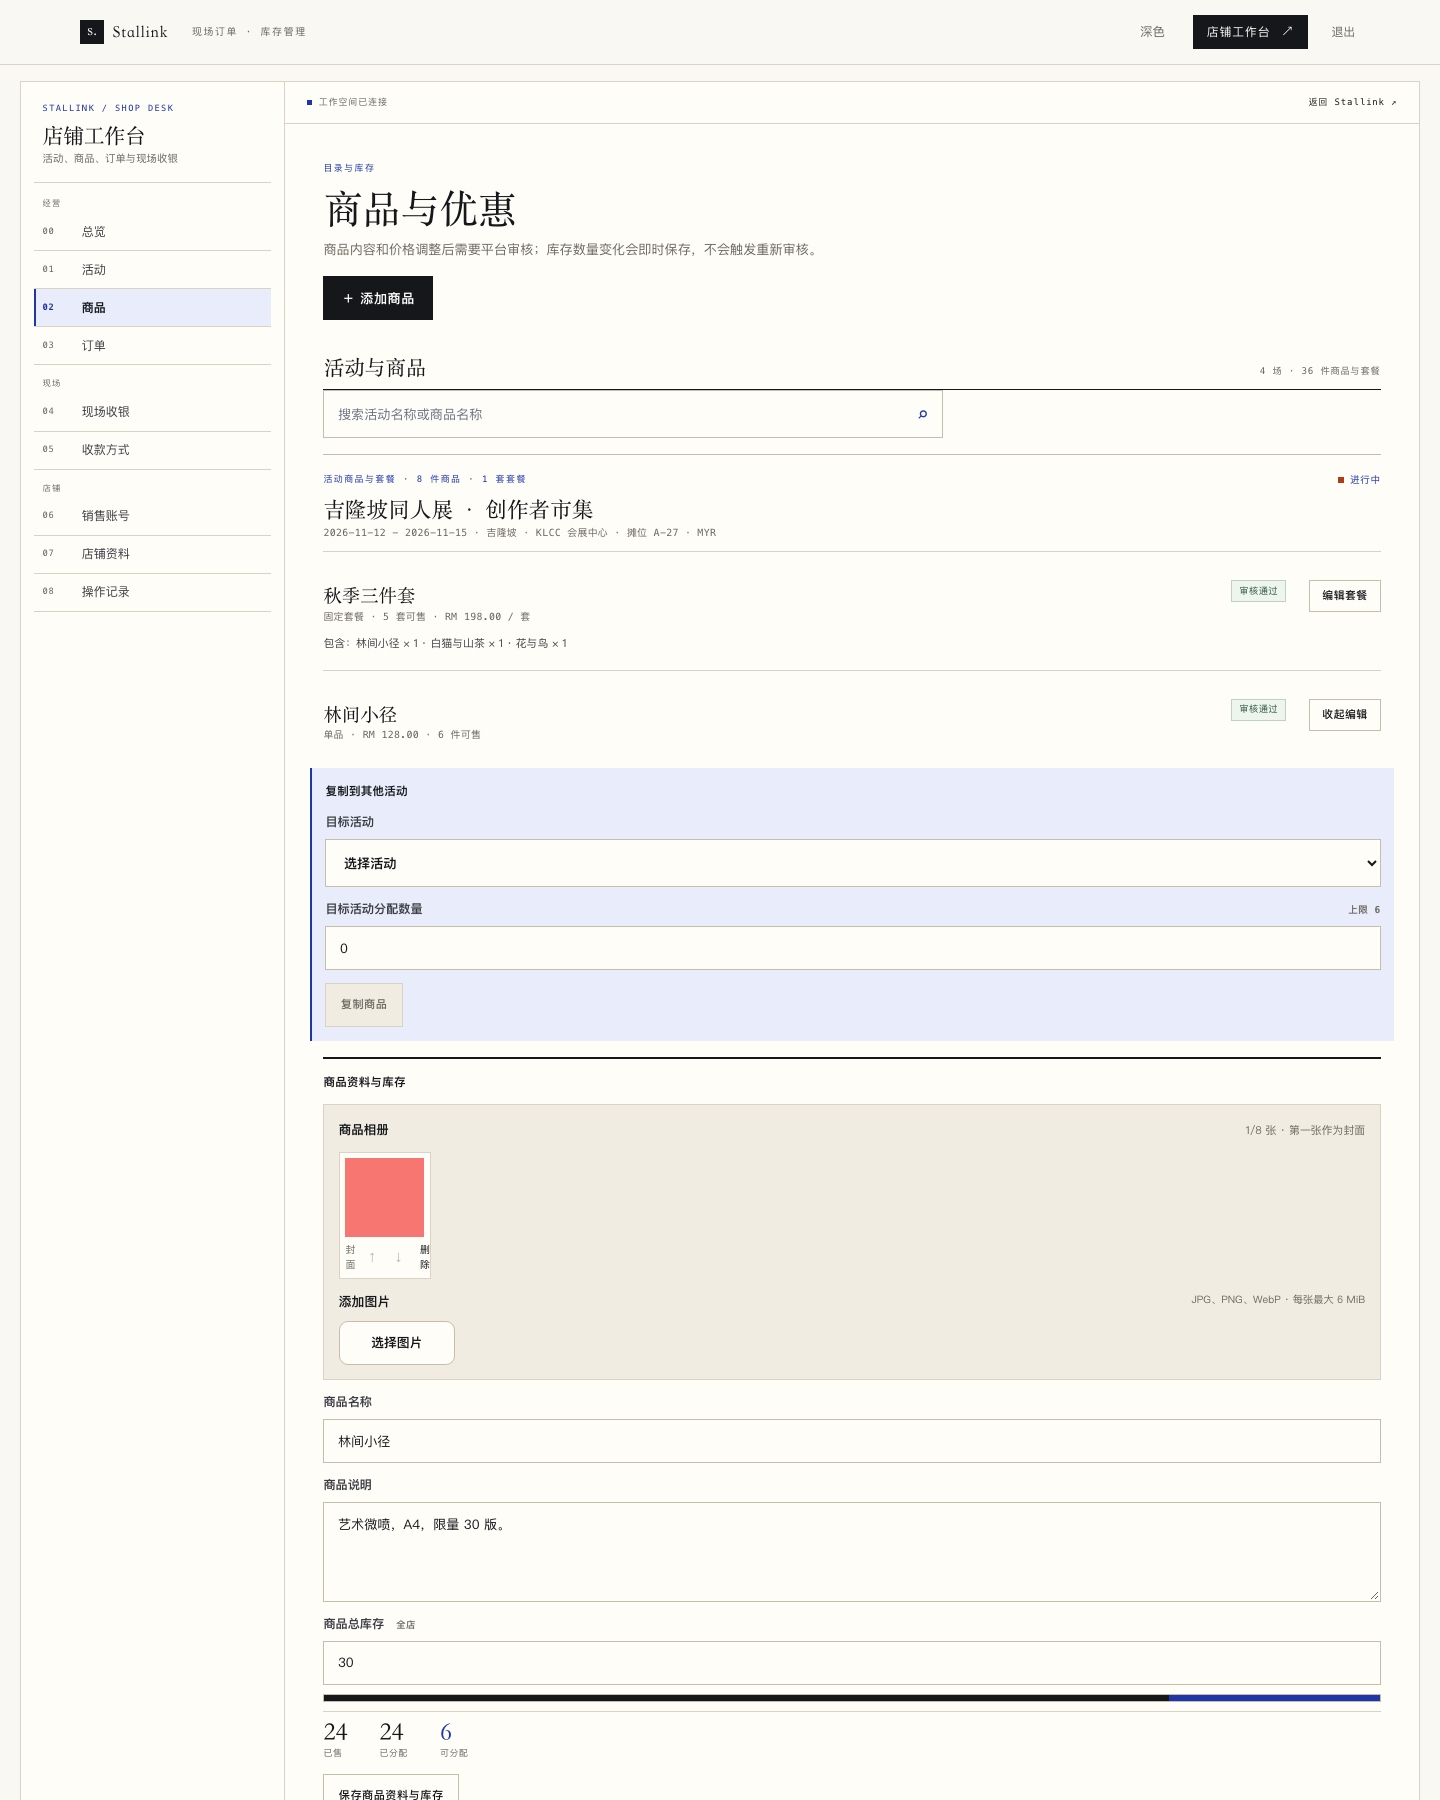 S. Stallink 现场订单 · 库存管理 深色 店铺工作台 ↗ 退出
STALLINK / SHOP DESK
店铺工作台
活动、商品、订单与现场收银
经营
00 总览
01 活动
02 商品
03 订单
现场
04 现场收银
05 收款方式
店铺
06 销售账号
07 店铺资料
08 操作记录
工作空间已连接 返回 Stallink ↗
目录与库存
商品与优惠
商品内容和价格调整后需要平台审核；库存数量变化会即时保存，不会触发重新审核。
+ 添加商品
活动与商品 4 场 · 36 件商品与套餐
搜索活动名称或商品名称
活动商品与套餐 · 8 件商品 · 1 套套餐 进行中
吉隆坡同人展 · 创作者市集
2026-11-12 – 2026-11-15 · 吉隆坡 · KLCC 会展中心 · 摊位 A-27 · MYR
秋季三件套 审核通过 编辑套餐
固定套餐 · 5 套可售 · RM 198.00 / 套
包含：林间小径 × 1 · 白猫与山茶 × 1 · 花与鸟 × 1
林间小径 审核通过 收起编辑
单品 · RM 128.00 · 6 件可售
复制到其他活动
目标活动
选择活动
目标活动分配数量 上限 6
0
复制商品
商品资料与库存
商品相册 1/8 张 · 第一张作为封面
封面 ↑ ↓ 删除
添加图片 JPG、PNG、WebP · 每张最大 6 MiB
选择图片
商品名称
林间小径
商品说明
艺术微喷，A4，限量 30 版。
商品总库存 全店
30
24 24 6
已售 已分配 可分配
保存商品资料与库存